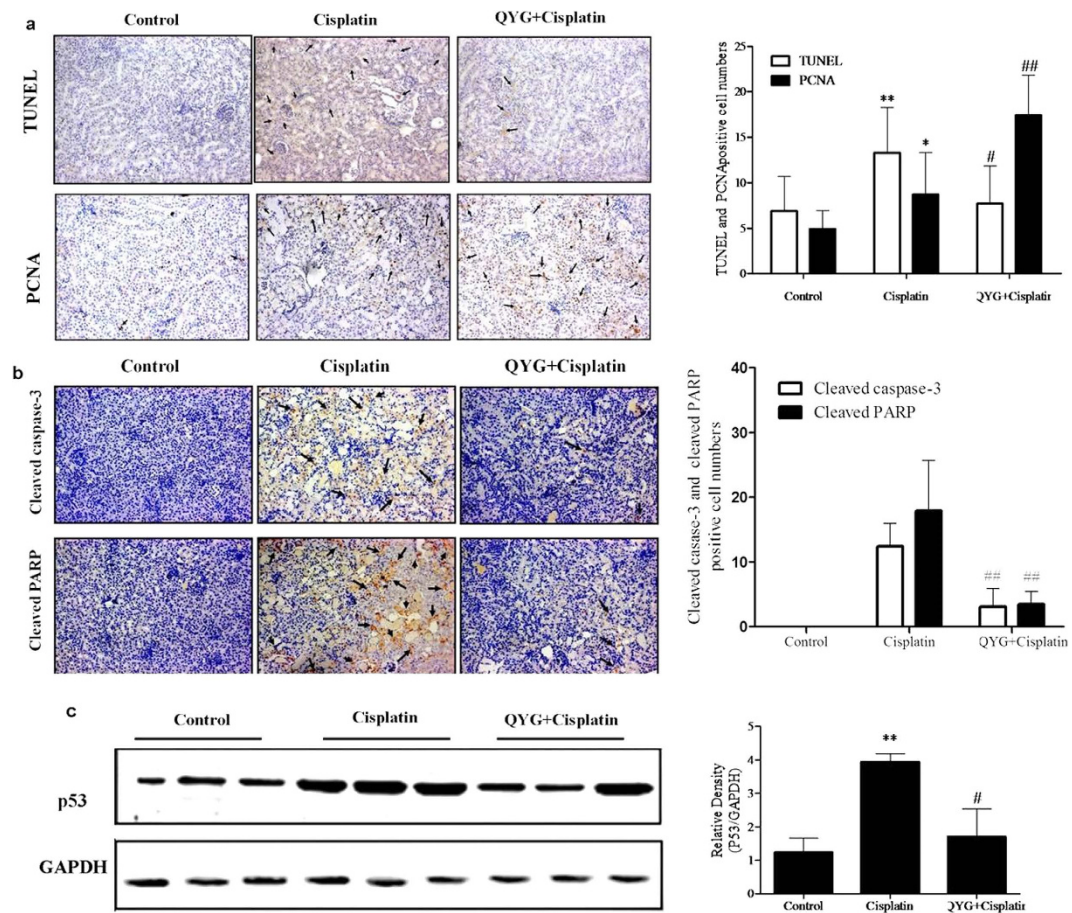 a
Control Cisplatin QYG+Cisplatin
TUNEL
PCNA
TUNEL and PCNApositive cell numbers
25
20
15
10
5
0
TUNEL
PCNA
** * # ##
Control Cisplatin QYG+Cisplatin
b
Control Cisplatin QYG+Cisplatin
Cleaved caspase-3
Cleaved PARP
Cleaved casase-3 and cleaved PARP
positive cell numbers
40
30
20
10
0
Cleaved caspase-3
Cleaved PARP
## ##
Control Cisplatin QYG+Cisplatin
c
Control Cisplatin QYG+Cisplatin
p53
GAPDH
Relative Density
(P53/GAPDH)
5
4
3
2
1
0
** #
Control Cisplatin QYG+Cisplatin